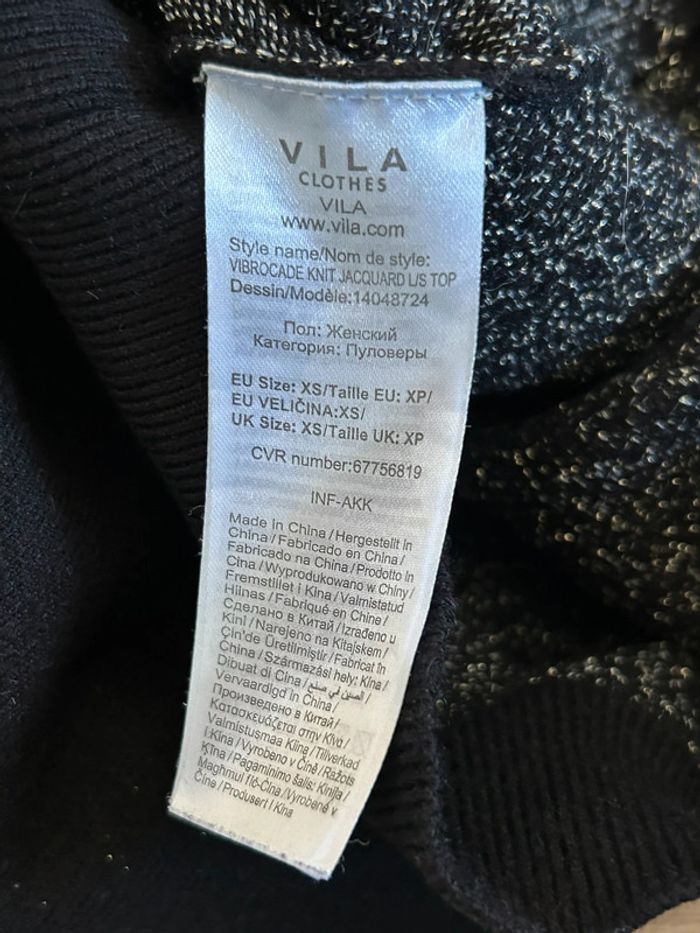 VILA
CLOTHES
VILA
www.vila.com
Style name/Nom de style:
VIBROCADE KNIT JACQUARD L/S TOP
Dessin/Modèle:14048724
Пол: Женский
Категория: Пуловеры
EU Size: XS/Taille EU: XP/
EU VELIČINA:XS/
UK Size: XS/Taille UK: XP
CVR number:67756819
INF-AKK
Made in China/Hergestellt in
China/Fabricado en China/
Fabricado na China/Prodotto in
Cina/Wyprodukowano w Chiny/
Fremstillet i Kina/Valmistatud
Hiinas/Fabriqué en Chine/
Сделано в Китай/Izrađeno u
Kini/Narejeno na Kitajskem/
Çin'de Üretilmiştir/Fabricat în
China/Származási hely: Kína/
Dibuat di Cina/الصين في صنع/
Vervaardigd in China/
Произведено в Китай/
Κατασκευάζεται στην Κίνα/
Valmistusmaa Kiina/Tillverkad
i Kina/Vyrobeno v Číně/Ražots
Ķīna/Pagaminimo šalis: Kinija/
Magħmul fiċ-Ċina/Vyrobené v
Číne/Produsert i Kina